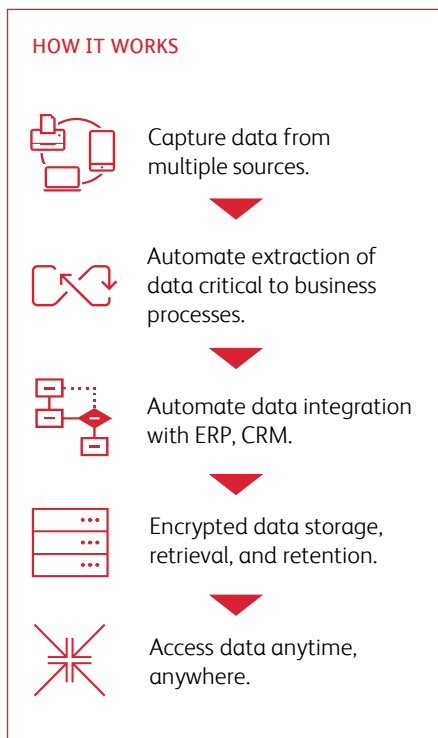 HOW IT WORKS
Capture data from
multiple sources.
Automate extraction of
data critical to business
processes.
Automate data integration
with ERP, CRM.
Encrypted data storage,
retrieval, and retention.
Access data anytime,
anywhere.